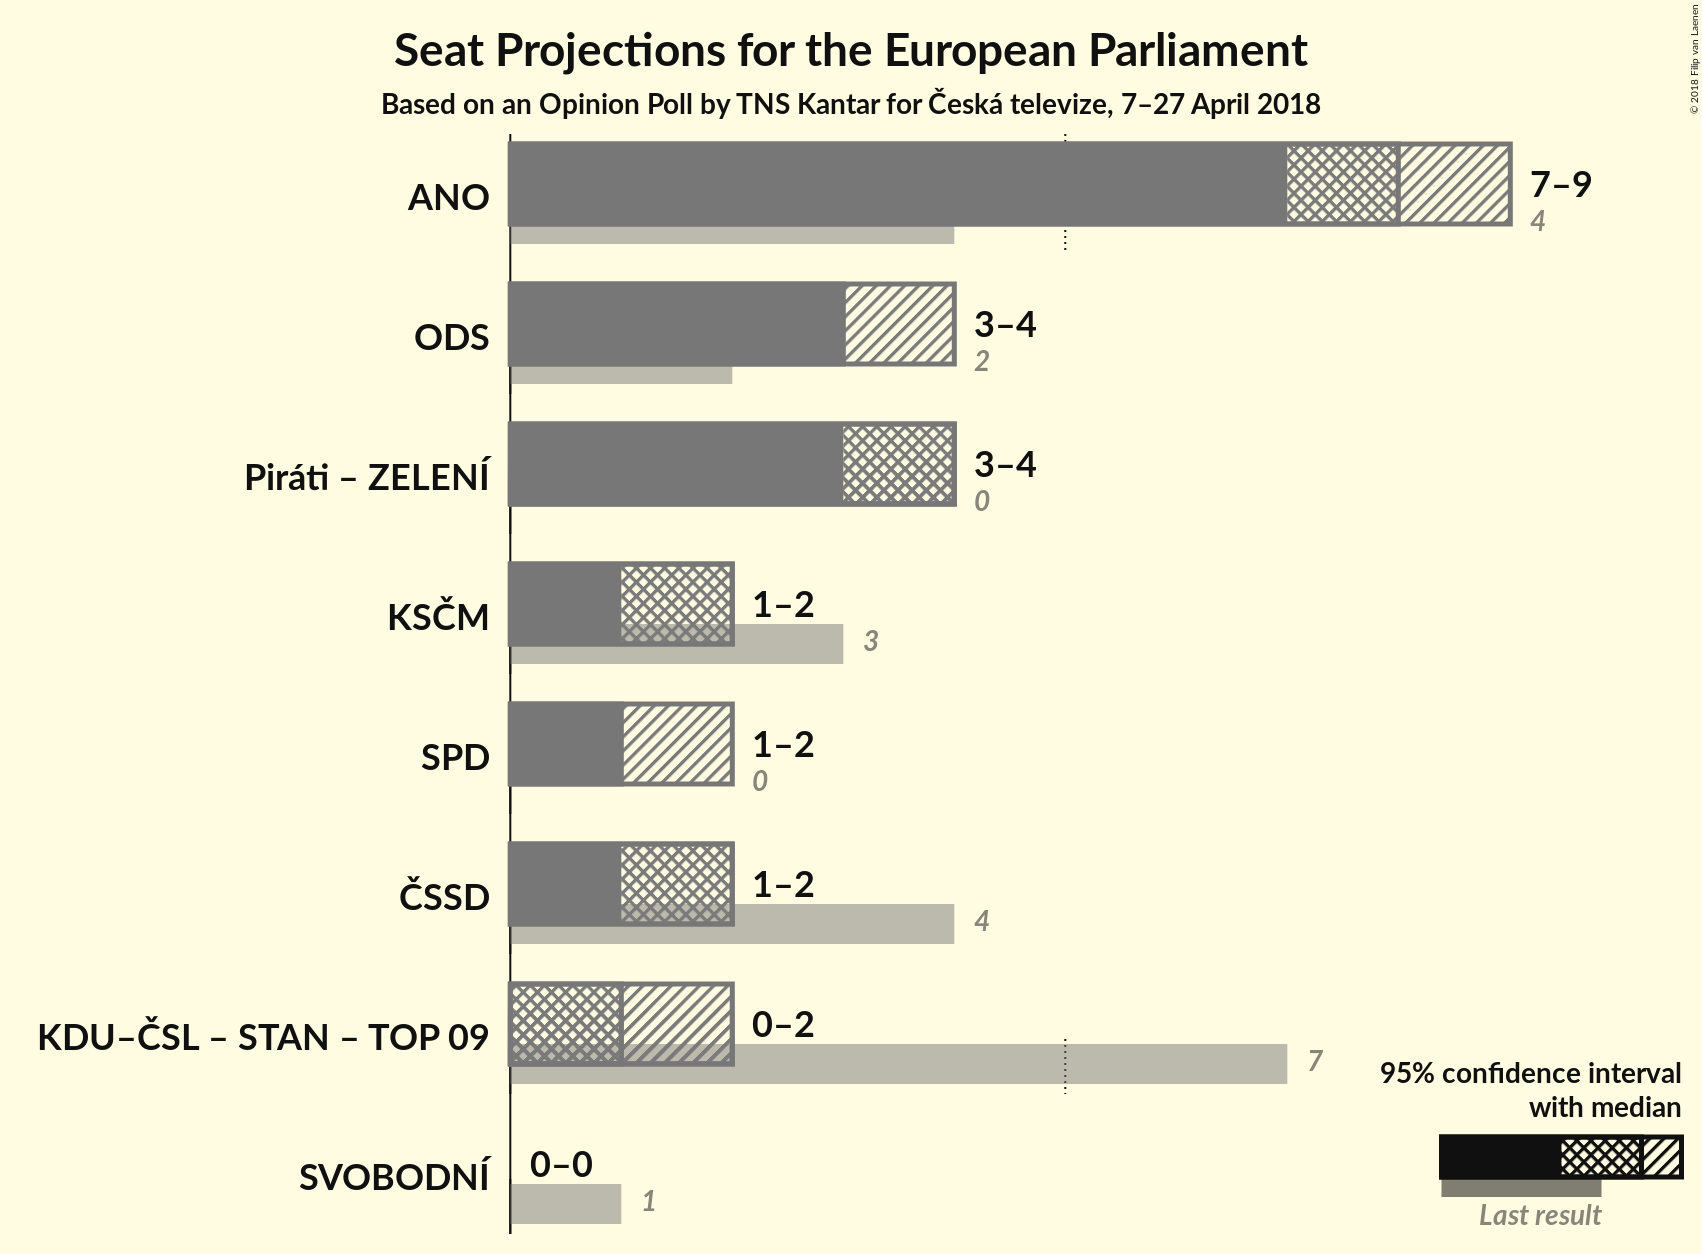 Seat Projections for the European Parliament
Based on an Opinion Poll by TNS Kantar for Česká televize, 7–27 April 2018
© 2018 Filip van Laenen
ANO
7–9
4
ODS
3–4
2
Piráti – ZELENÍ
3–4
0
KSČM
1–2
3
SPD
1–2
0
ČSSD
1–2
4
KDU–ČSL – STAN – TOP 09
0–2
7
SVOBODNÍ
0–0
1
95% confidence interval
with median
Last result